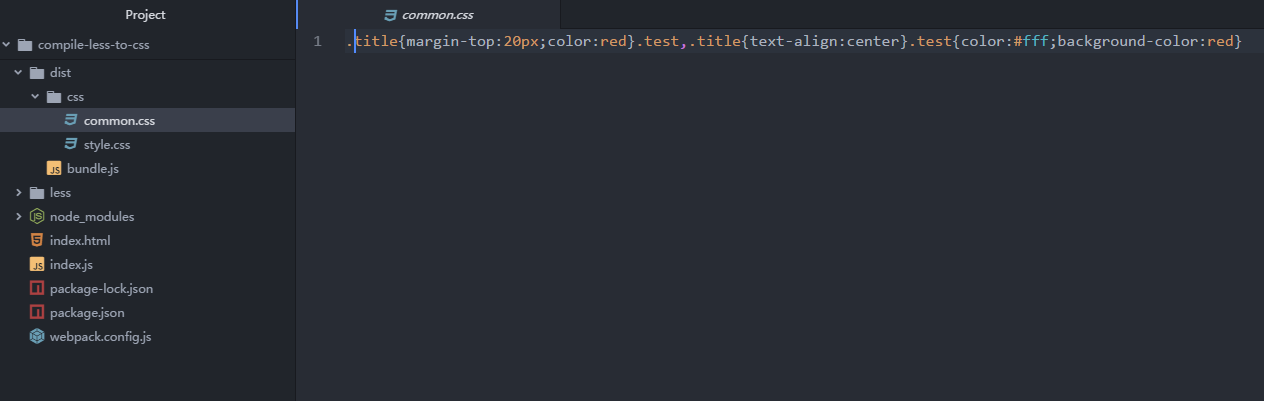 Project
compile-less-to-css
dist
css
common.css
style.css
bundle.js
less
node_modules
index.html
index.js
package-lock.json
package.json
webpack.config.js
common.css
1 .title{margin-top:20px;color:red}.test,.title{text-align:center}.test{color:#fff;background-color:red}